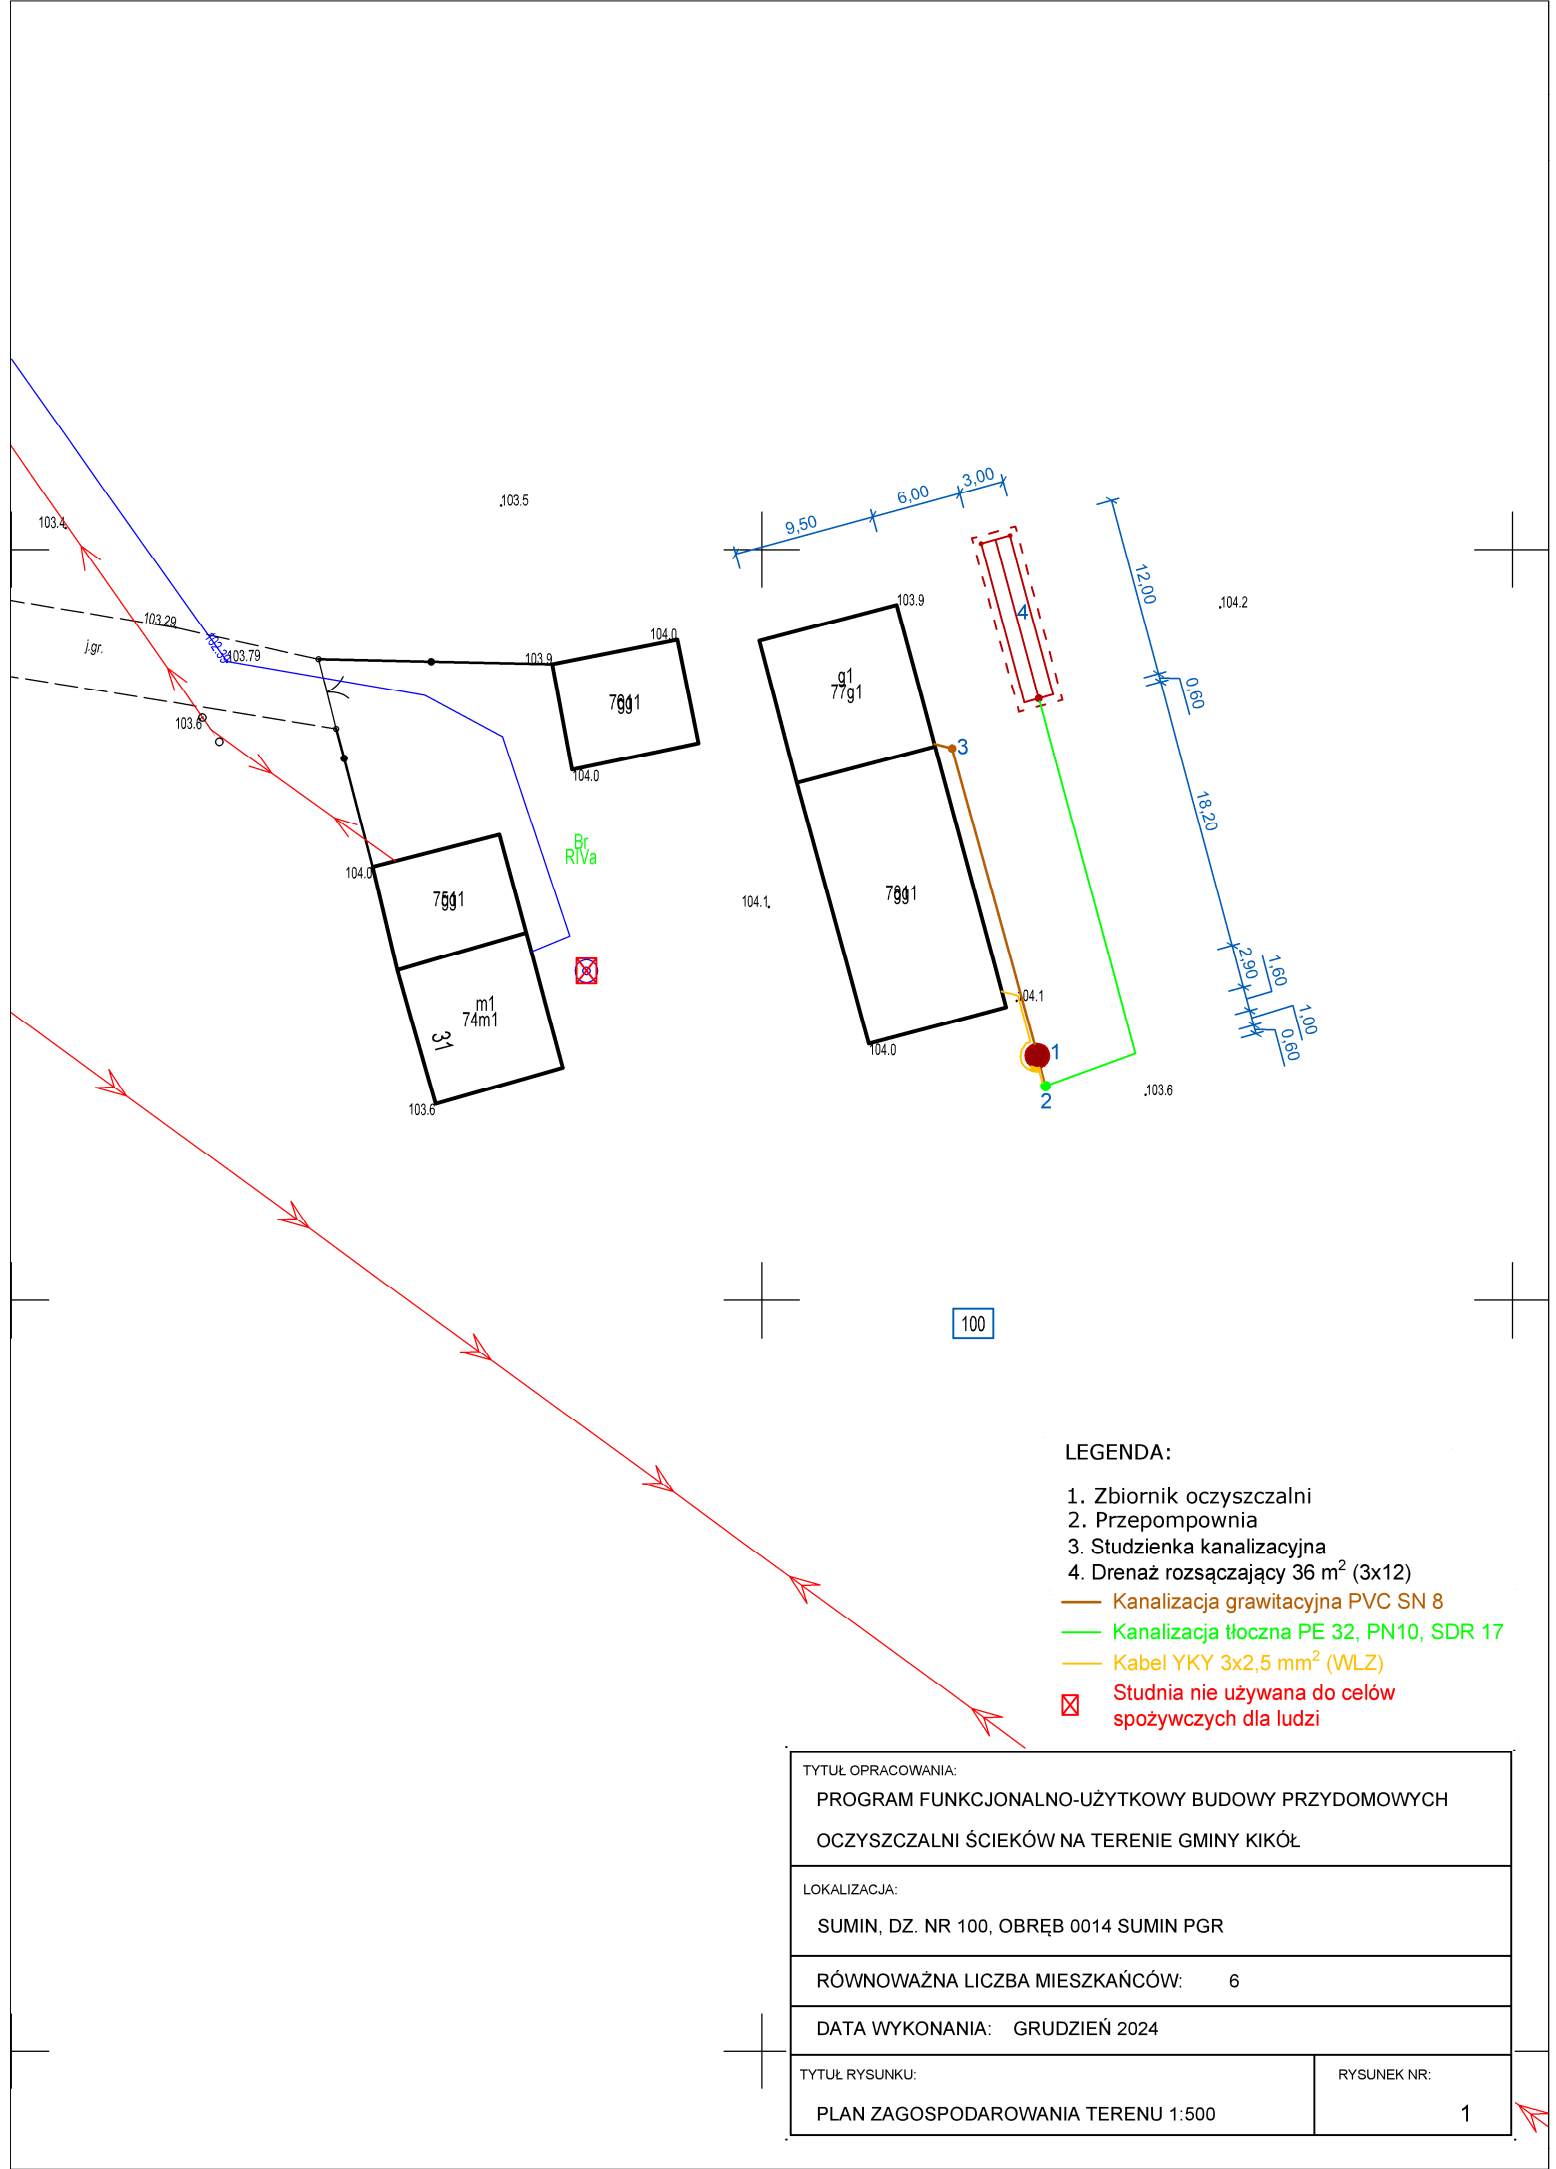 103.5
3,00
6,00
9,50
103.4
12,00
104.2
103.9
4
103.29
j.gr.
102.39
103.79
104.0
103.9
g1
77g1
0,60
103.6
3
104.0
18,20
Br
RIVa
104.0
104.1
2,90
1,60
1,00
0,60
104.1
m1
74m1
31
104.0
1
103.6
2
103.6
100
LEGENDA:
1. Zbiornik oczyszczalni
2. Przepompownia
3. Studzienka kanalizacyjna
4. Drenaż rozsączający 36 m² (3x12)
Kanalizacja grawitacyjna PVC SN 8
Kanalizacja tłoczna PE 32, PN10, SDR 17
Kabel YKY 3x2,5 mm² (WLZ)
Studnia nie używana do celów
spożywczych dla ludzi
TYTUŁ OPRACOWANIA:
PROGRAM FUNKCJONALNO-UŻYTKOWY BUDOWY PRZYDOMOWYCH
OCZYSZCZALNI ŚCIEKÓW NA TERENIE GMINY KIKÓŁ
LOKALIZACJA:
SUMIN, DZ. NR 100, OBRĘB 0014 SUMIN PGR
RÓWNOWAŻNA LICZBA MIESZKAŃCÓW: 6
DATA WYKONANIA: GRUDZIEŃ 2024
TYTUŁ RYSUNKU:
PLAN ZAGOSPODAROWANIA TERENU 1:500
RYSUNEK NR:
1